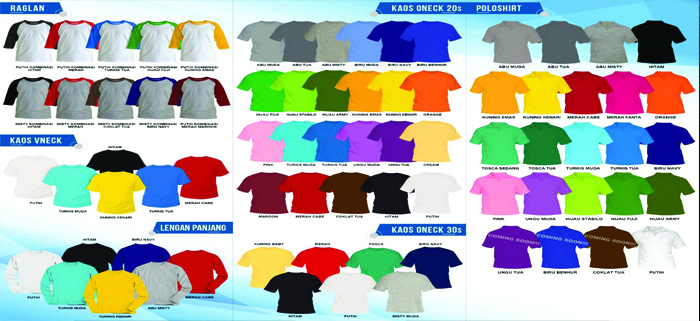 RAGLAN
PUTIH KOMBINASI HITAM
PUTIH KOMBINASI MERAH
PUTIH KOMBINASI TURKIS TUA
PUTIH KOMBINASI HIJAU FUJI
PUTIH KOMBINASI KUNING EMAS
MISTY KOMBINASI HITAM
MISTY KOMBINASI MERAH
MISTY KOMBINASI COKLAT TUA
MISTY KOMBINASI BIRU NAVY
MISTY KOMBINASI MERAH MAROON
KAOS VNECK
HITAM
PUTIH
TURKIS MUDA
KUNING KENARI
TURKIS TUA
MERAH CABE
LENGAN PANJANG
HITAM
BIRU NAVY
PUTIH
TURKIS MUDA
KUNING KENARI
ABU MISTY
MERAH CABE
KAOS ONECK 20s
ABU MUDA
ABU TUA
ABU MISTY
BIRU MUDA
BIRU NAVY
BIRU BENHUR
HIJAU FUJI
HIJAU STABILO
HIJAU ARMY
KUNING EMAS
KUNING KENARI
ORANGE
PINK
TURKIS MUDA
TURKIS TUA
UNGU MUDA
UNGU TUA
CREAM
MAROON
MERAH CABE
COKLAT TUA
HITAM
PUTIH
KAOS ONECK 30s
KUNING BABY
MERAH
TOSCA
BIRU NAVY
HITAM
PUTIH
MISTY MUDA
POLOSHIRT
ABU MUDA
ABU TUA
ABU MISTY
HITAM
KUNING EMAS
KUNING KENARI
MERAH CABE
MERAH FANTA
ORANGE
TOSCA SEDANG
TOSCA TUA
TURKIS MUDA
TURKIS TUA
BIRU NAVY
PINK
UNGU MUDA
HIJAU STABILO
HIJAU FUJI
HIJAU ARMY
COMING SOON!!!
COMING SOON!!!
COMING SOON!!!
UNGU TUA
BIRU BENHUR
COKLAT TUA
PUTIH